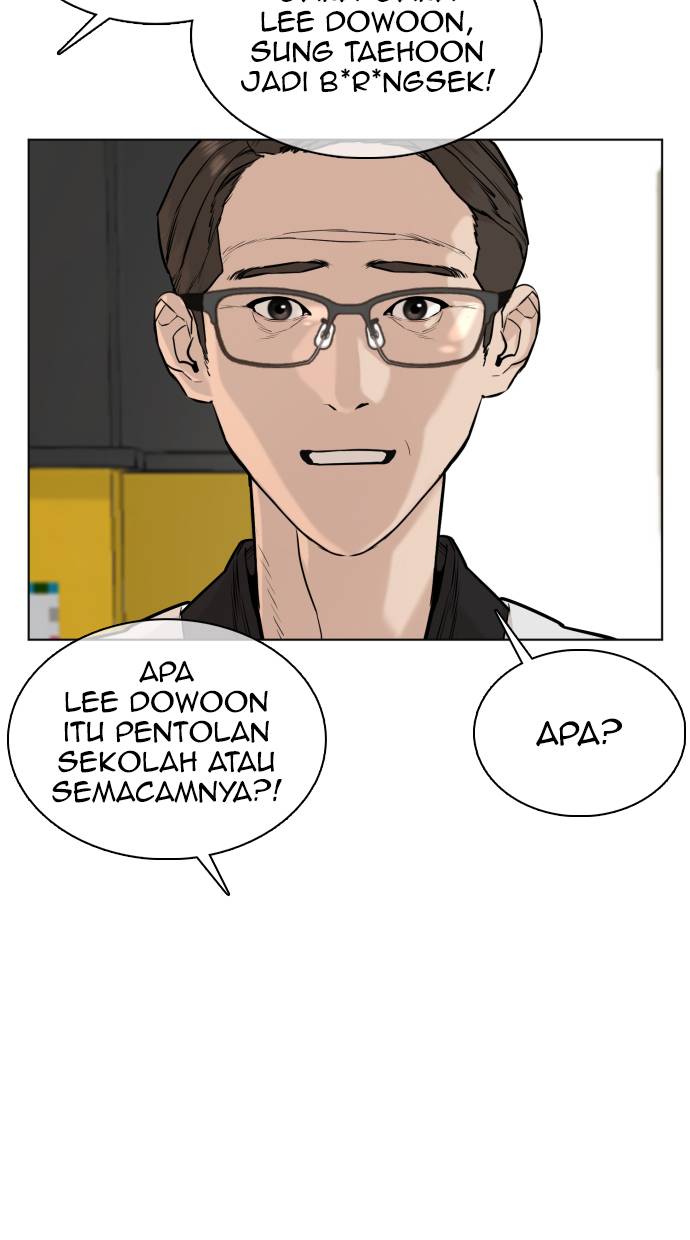 LEE DOWOON,
SUNG TAEHOON
JADI B*R*NGSEK!
APA
LEE DOWOON
ITU PENTOLAN
SEKOLAH ATAU
SEMACAMNYA?!
APA?